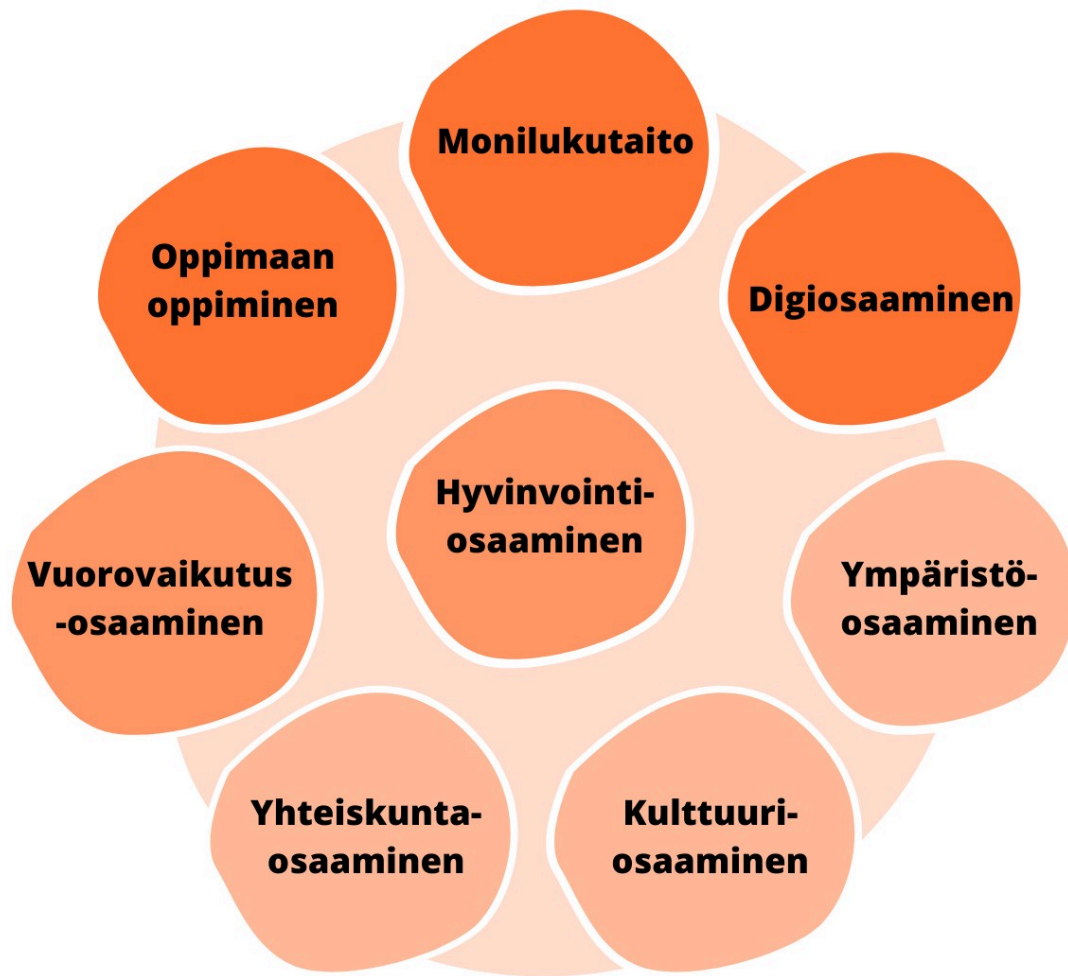 Monilukutaito
Oppimaan
oppiminen
Digiosaaminen
Hyvinvointi-
osaaminen
Vuorovaikutus
-osaaminen
Ympäristö-
osaaminen
Yhteiskunta-
osaaminen
Kulttuuri-
osaaminen